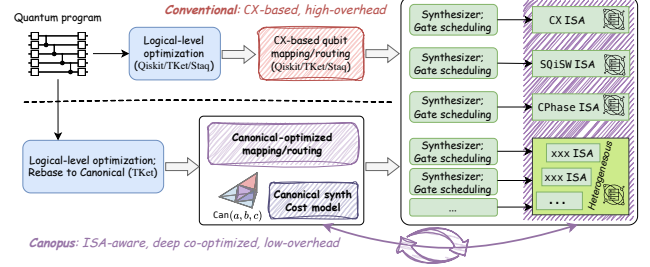 Conventional: CX-based, high-overhead
Quantum program
Logical-level
optimization
(Qiskit/TKet/Staq)
CX-based qubit
mapping/routing
(Qiskit/TKet/Staq)
Synthesizer;
Gate scheduling
CX ISA
Synthesizer;
Gate scheduling
SQiSW ISA
Synthesizer;
Gate scheduling
CPhase ISA
Logical-level optimization;
Rebase to Canonical (TKet)
Canonical-optimized
mapping/routing
Can(a, b, c)
Canonical synth
Cost model
Synthesizer;
Gate scheduling
xxx ISA
Synthesizer;
Gate scheduling
xxx ISA
...
...
Heterogenesous
Canopus: ISA-aware, deep co-optimized, low-overhead